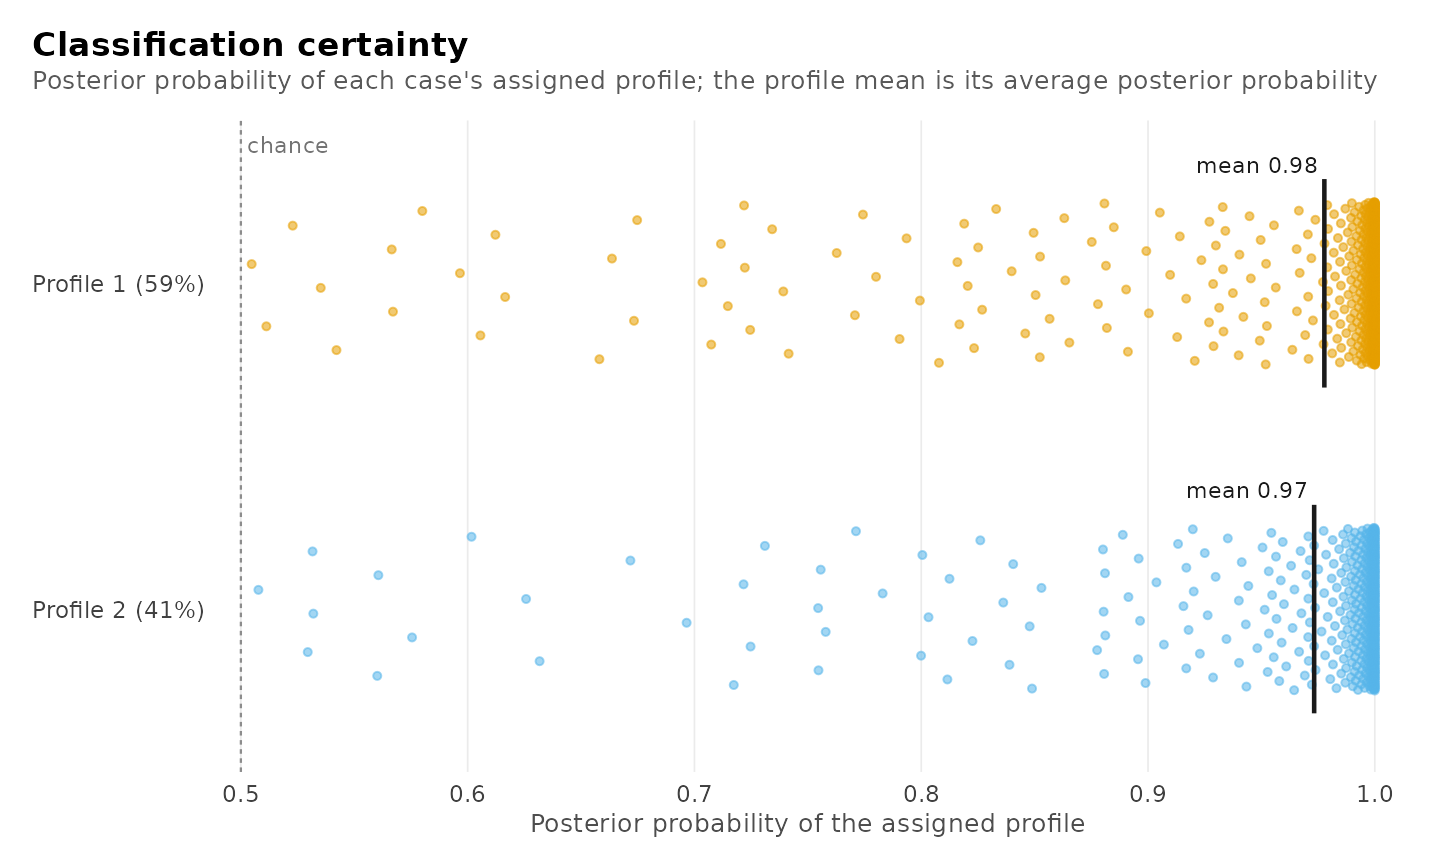 Classification certainty
Posterior probability of each case's assigned profile; the profile mean is its average posterior probability
chance
mean 0.98
Profile 1 (59%)
mean 0.97
Profile 2 (41%)
0.5 0.6 0.7 0.8 0.9 1.0
Posterior probability of the assigned profile